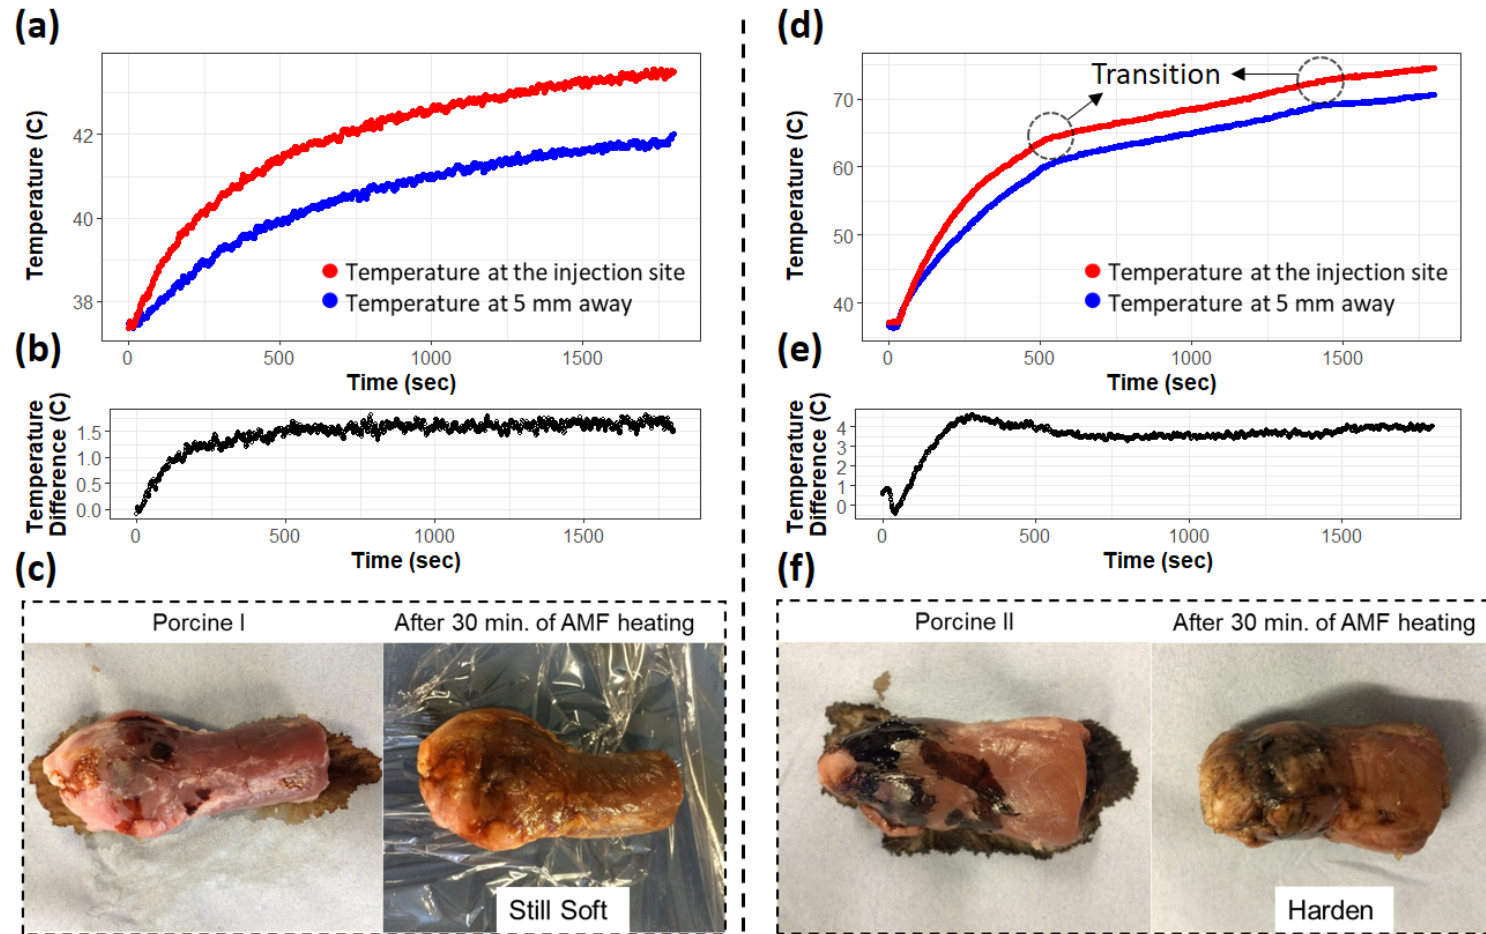 (a)
Temperature (C)
42
40
38
Temperature at the injection site
Temperature at 5 mm away
0 500 1000 1500
Time (sec)
(b)
Temperature
Difference (C)
1.5
1.0
0.5
0.0
0 500 1000 1500
Time (sec)
(c)
Porcine I After 30 min. of AMF heating
Still Soft
(d)
Temperature (C)
70
60
50
40
Transition
Temperature at the injection site
Temperature at 5 mm away
0 500 1000 1500
Time (sec)
(e)
Temperature
Difference (C)
4
3
2
1
0
0 500 1000 1500
Time (sec)
(f)
Porcine II After 30 min. of AMF heating
Harden